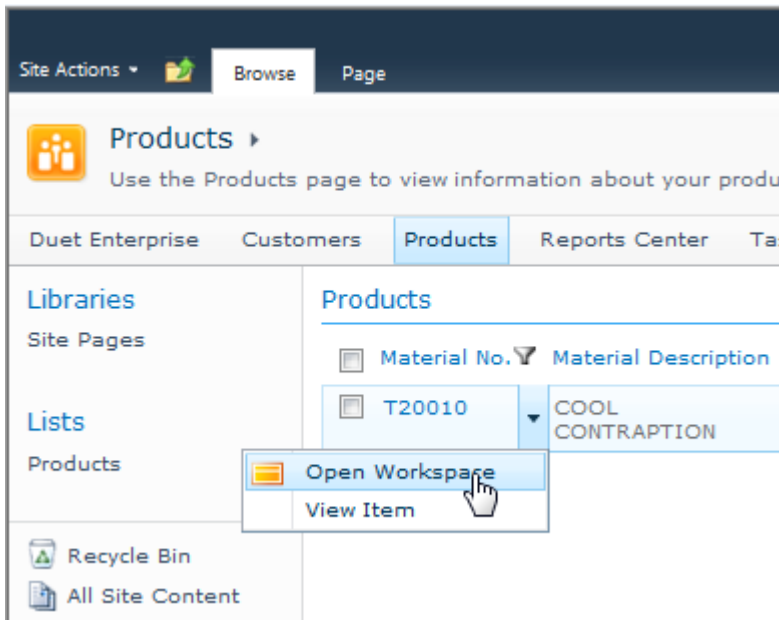 Site Actions
Browse
Page
Products
Use the Products page to view information about your
Duet Enterprise
Customers
Products
Reports Center
Libraries
Site Pages
Lists
Products
Recycle Bin
All Site Content
Products
Material No.
Material Description
T20010
COOL
CONTRAPTION
Open Workspace
View Item